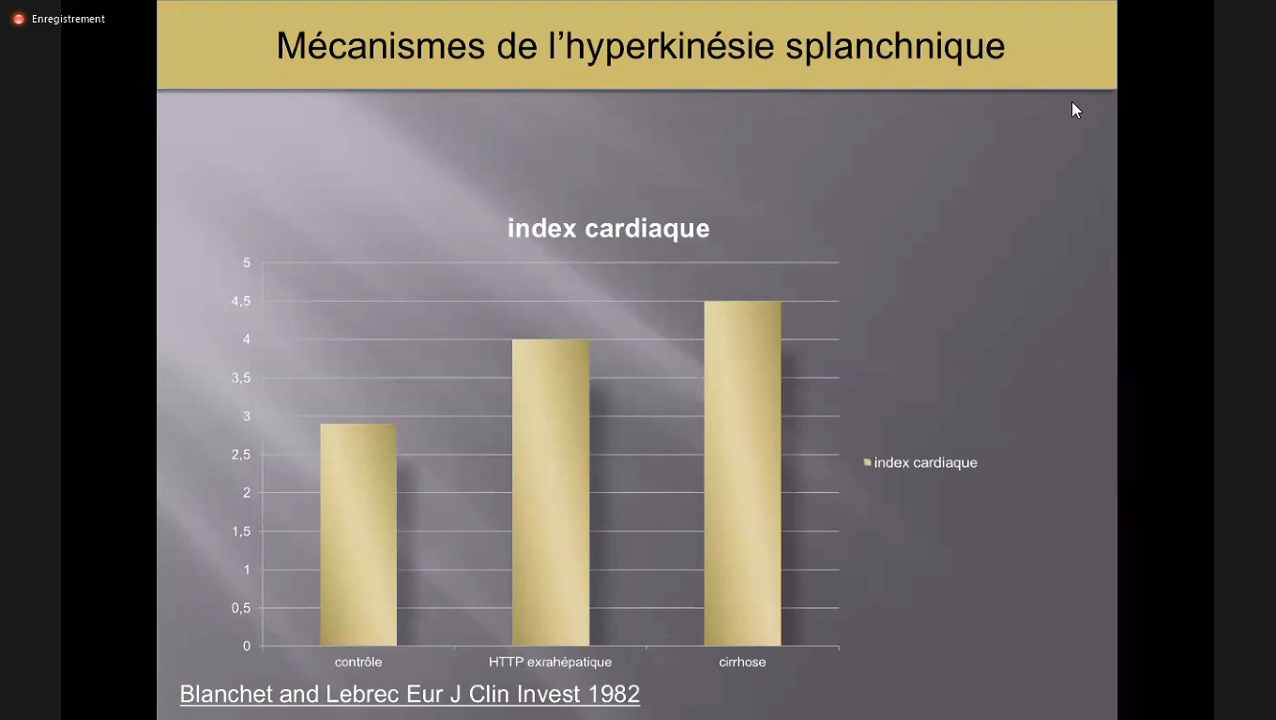 Enregistrement
Mécanismes de l’hyperkinésie splanchnique
index cardiaque
5
4,5
4
3,5
3
2,5
2
1,5
1
0,5
0
index cardiaque
contrôle
HTTP exrahépatique
cirrhose
Blanchet and Lebrec Eur J Clin Invest 1982